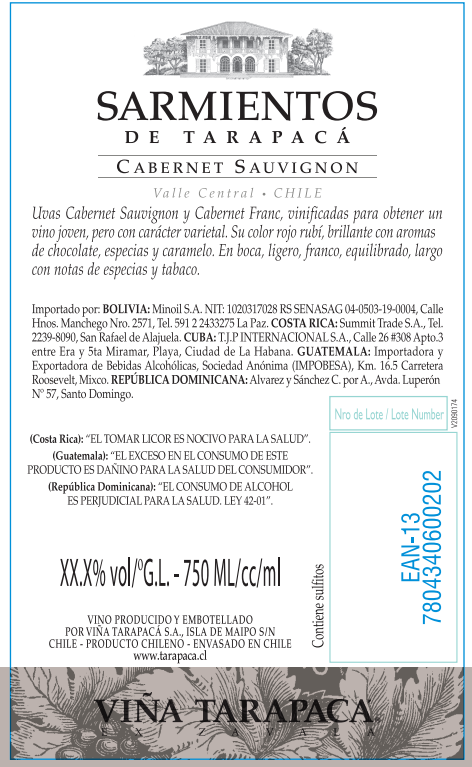 SARMIENTOS
DE TARAPACÁ
CABERNET SAUVIGNON
Valle Central • CHILE
Uvas Cabernet Sauvignon y Cabernet Franc, vinificadas para obtener un
vino joven, pero con carácter varietal. Su color rojo rubí, brillante con aromas
de chocolate, especias y caramelo. En boca, ligero, franco, equilibrado, largo
con notas de especias y tabaco.
Importado por: BOLIVIA: Minoil S.A. NIT: 1020317028 RS SENASAG 04-0503-19-0004, Calle
Hnos. Manchego Nro. 2571, Tel. 591 2 2433275 La Paz. COSTA RICA: Summit Trade S.A., Tel.
2239-8090, San Rafael de Alajuela. CUBA: T.J.P INTERNACIONAL S.A., Calle 26 #308 Apto.3
entre Era y 5ta Miramar, Playa, Ciudad de La Habana. GUATEMALA: Importadora y
Exportadora de Bebidas Alcohólicas, Sociedad Anónima (IMPOBESA), Km. 16.5 Carretera
Roosevelt, Mixco. REPÚBLICA DOMINICANA: Alvarez y Sánchez C. por A., Avda. Luperón
N° 57, Santo Domingo.
(Costa Rica): “EL TOMAR LICOR ES NOCIVO PARA LA SALUD”.
(Guatemala): “EL EXCESO EN EL CONSUMO DE ESTE
PRODUCTO ES DAÑINO PARA LA SALUD DEL CONSUMIDOR”.
(República Dominicana): “EL CONSUMO DE ALCOHOL
ES PERJUDICIAL PARA LA SALUD. LEY 42-01”.
Nro de Lote / Lote Number
V2090174
EAN-13
7804340600202
Contiene sulfitos
XX.X% vol/°G.L. - 750 ML/cc/ml
VINO PRODUCIDO Y EMBOTELLADO
POR VIÑA TARAPACÁ S.A., ISLA DE MAIPO S/N
CHILE - PRODUCTO CHILENO - ENVASADO EN CHILE
www.tarapaca.cl
VIÑA TARAPACA
EX ZAVALA